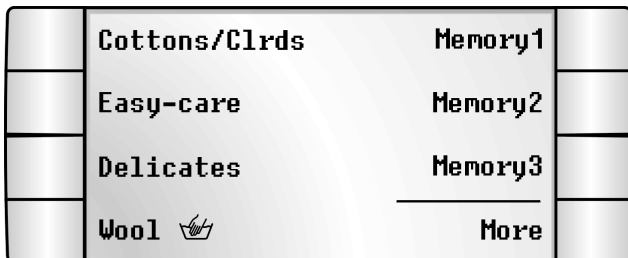 Cottons/Clrds Memory1
Easy-care Memory2
Delicates Memory3
Wool More